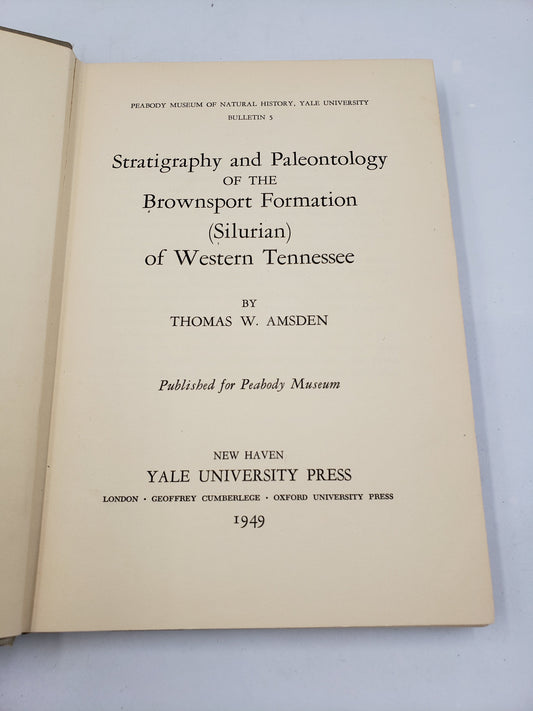 PEABODY MUSEUM OF NATURAL HISTORY, YALE UNIVERSITY
BULLETIN 5
Stratigraphy and Paleontology
OF THE
Brownsport Formation
(Silurian)
of Western Tennessee
BY
THOMAS W. AMSDEN
Published for Peabody Museum
NEW HAVEN
YALE UNIVERSITY PRESS
LONDON · GEOFFREY CUMBERLEGE · OXFORD UNIVERSITY PRESS
1949